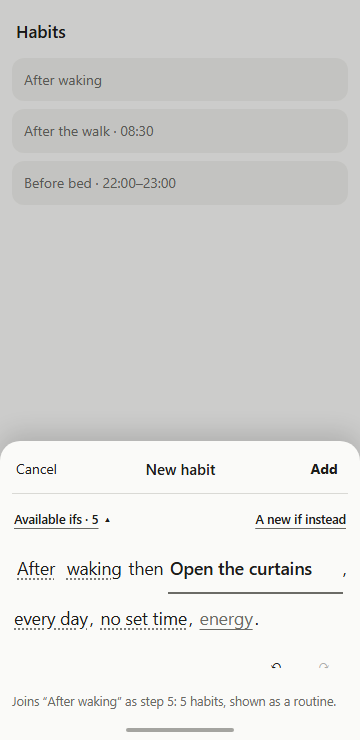 Habits
After waking
After the walk · 08:30
Before bed · 22:00–23:00
Cancel
New habit
Add
Available ifs · 5 ▴
A new if instead
After waking then Open the curtains ,
every day, no set time, energy.
Joins “After waking” as step 5: 5 habits, shown as a routine.